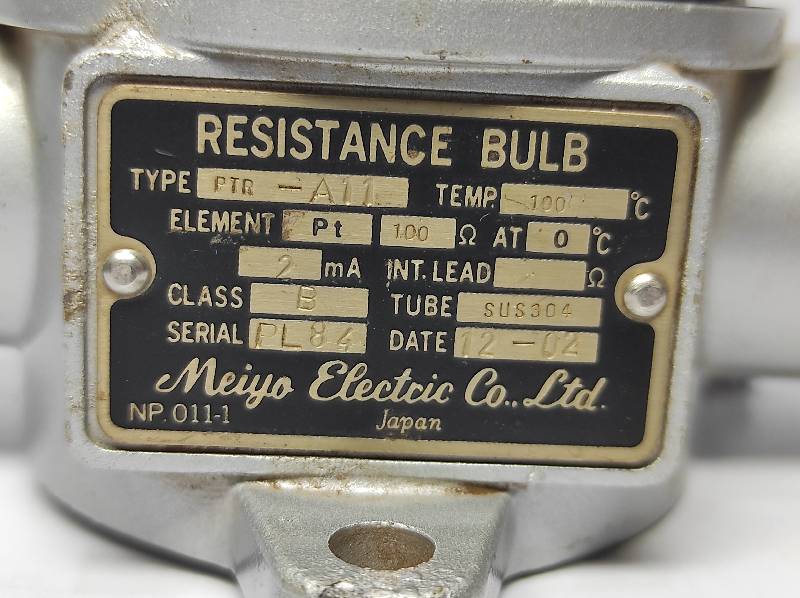 RESISTANCE BULB
TYPE PTR -A11 TEMP. 100 °C
ELEMENT Pt 100 Ω AT 0 °C
2 mA INT. LEAD Ω
CLASS B TUBE SUS304
SERIAL PL84 DATE 12-02
Meiyo Electric Co., Ltd.
NP. 011-1 Japan